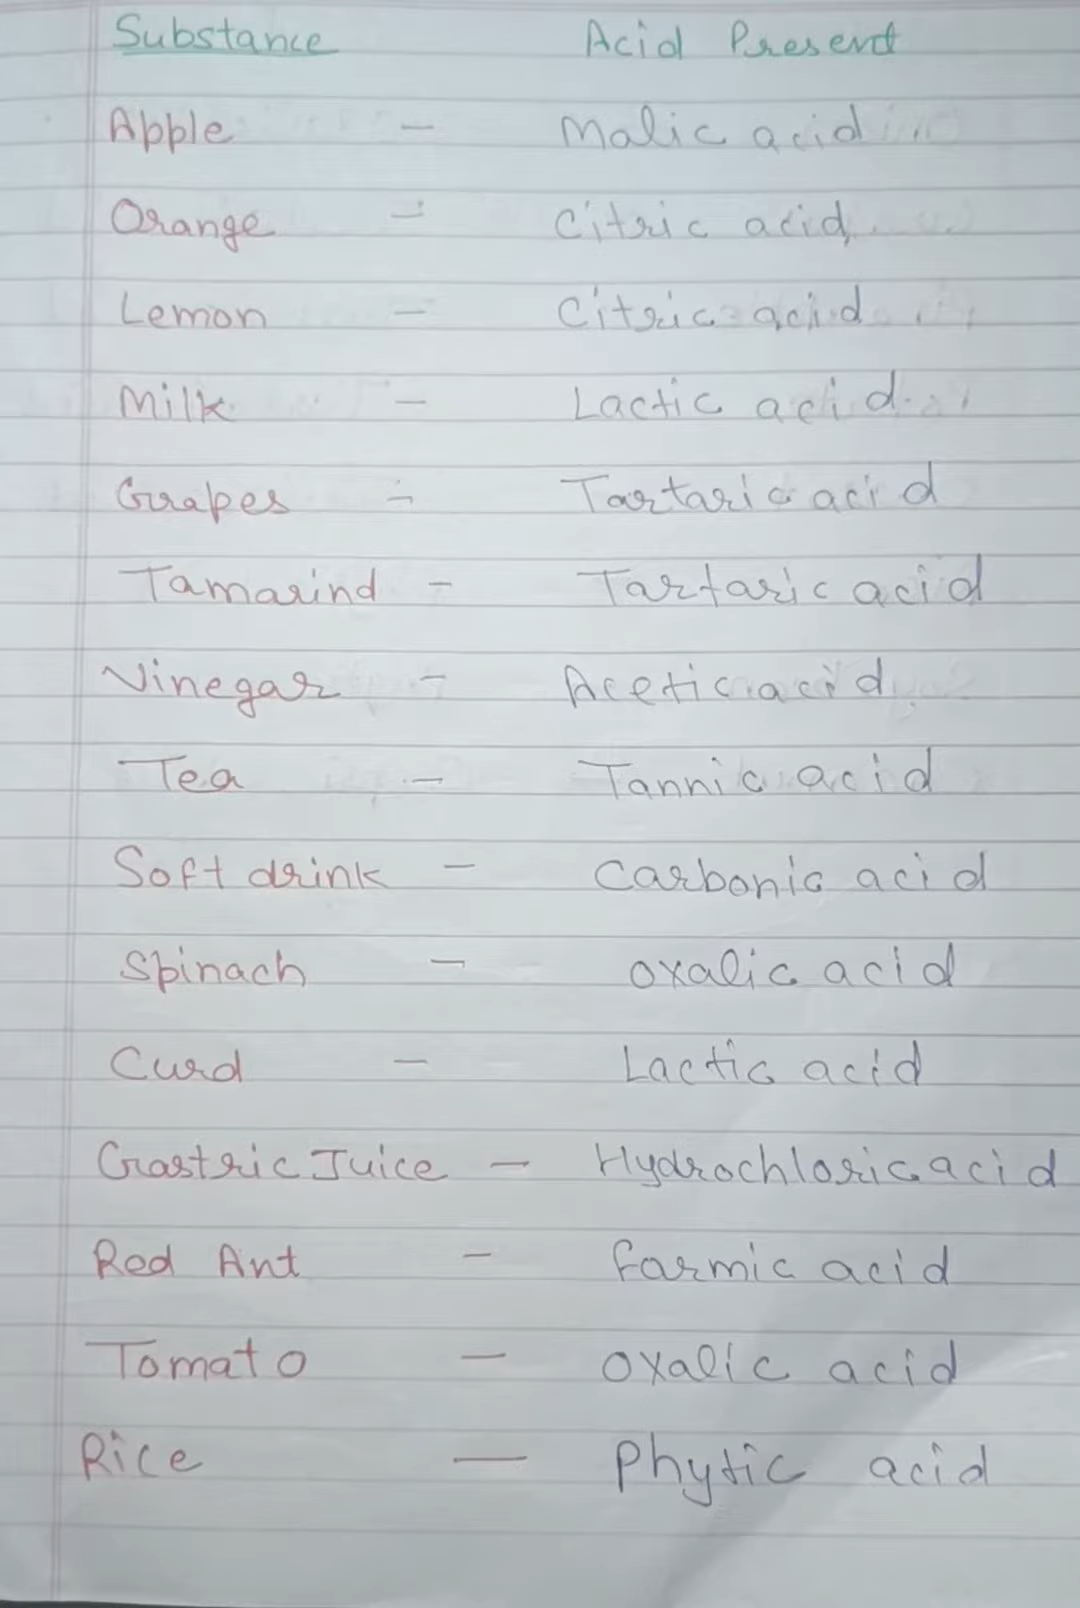 Substance Acid Present
Apple - Malic acid
Orange - Citric acid
Lemon - Citric acid
Milk - Lactic acid
Grapes - Tartaric acid
Tamarind - Tartaric acid
Vinegar - Acetic acid
Tea - Tannic acid
Soft drink - Carbonic acid
Spinach - Oxalic acid
Curd - Lactic acid
Gastric Juice - Hydrochloric acid
Red Ant - farmic acid
Tomato - Oxalic acid
Rice - Phytic acid